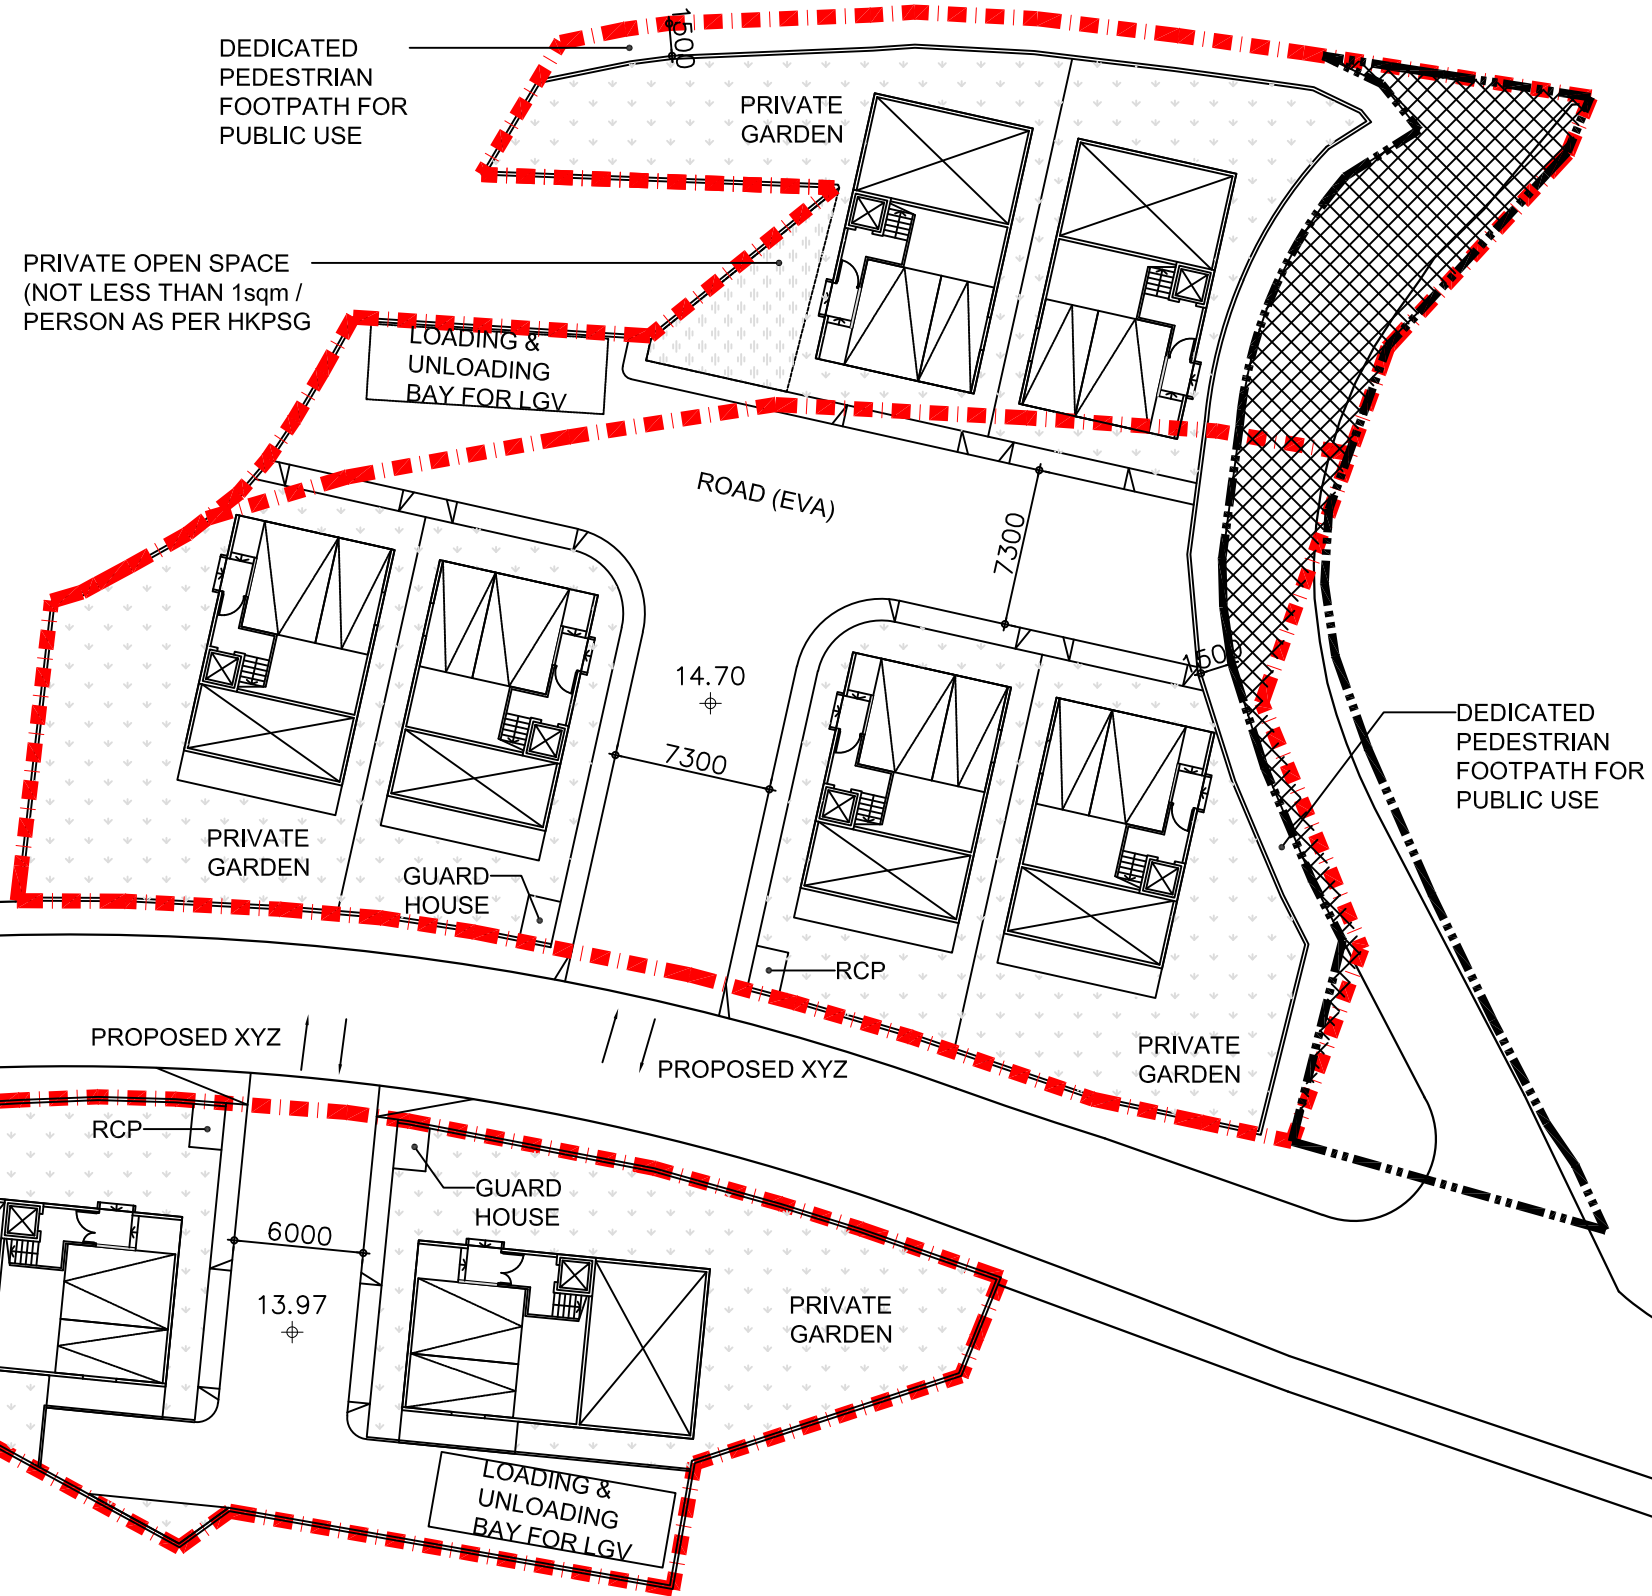 1500
DEDICATED
PEDESTRIAN
FOOTPATH FOR
PUBLIC USE
PRIVATE
GARDEN
PRIVATE OPEN SPACE
(NOT LESS THAN 1sqm /
PERSON AS PER HKPSG
LOADING &
UNLOADING
BAY FOR LGV
ROAD (EVA)
7300
1500
14.70
7300
DEDICATED
PEDESTRIAN
FOOTPATH FOR
PUBLIC USE
PRIVATE
GARDEN
GUARD
HOUSE
RCP
PROPOSED XYZ
PROPOSED XYZ
PRIVATE
GARDEN
RCP
GUARD
HOUSE
6000
13.97
PRIVATE
GARDEN
LOADING &
UNLOADING
BAY FOR LGV